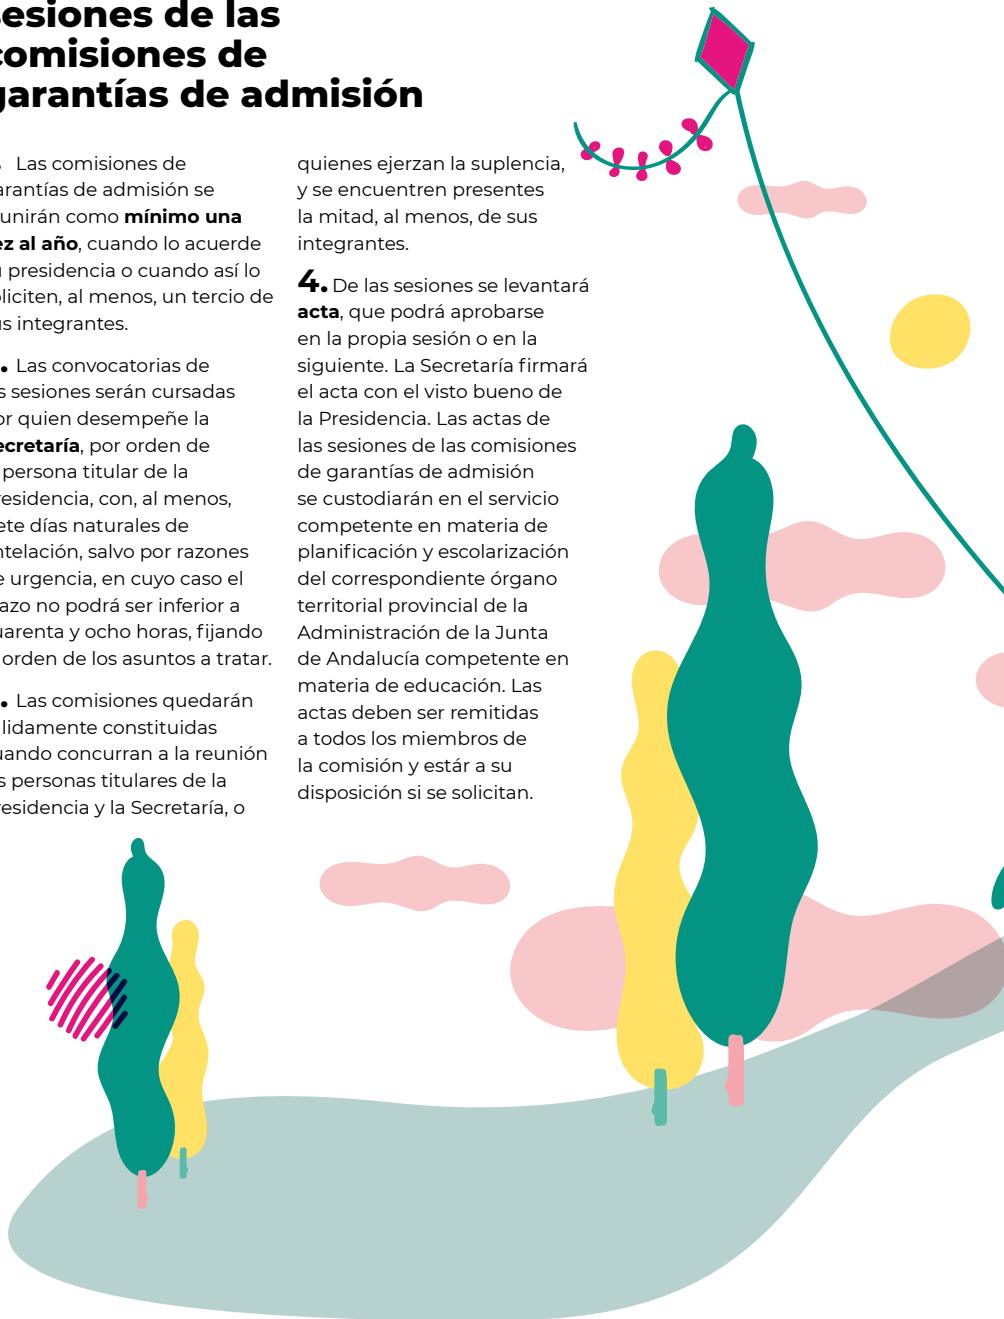 sesiones de las
comisiones de
garantías de admisión
. Las comisiones de
arantías de admisión se
unirán como mínimo una
ez al año, cuando lo acuerde
presidencia o cuando así lo
oliciten, al menos, un tercio de
us integrantes.
. Las convocatorias de
s sesiones serán cursadas
or quien desempeñe la
ecretaría, por orden de
persona titular de la
residencia, con, al menos,
ete días naturales de
ntelación, salvo por razones
e urgencia, en cuyo caso el
azo no podrá ser inferior a
uarenta y ocho horas, fijando
orden de los asuntos a tratar.
. Las comisiones quedarán
lidamente constituidas
uando concurran a la reunión
s personas titulares de la
residencia y la Secretaría, o
quienes ejerzan la suplencia,
y se encuentren presentes
la mitad, al menos, de sus
integrantes.
4. De las sesiones se levantará
acta, que podrá aprobarse
en la propia sesión o en la
siguiente. La Secretaría firmará
el acta con el visto bueno de
la Presidencia. Las actas de
las sesiones de las comisiones
de garantías de admisión
se custodiarán en el servicio
competente en materia de
planificación y escolarización
del correspondiente órgano
territorial provincial de la
Administración de la Junta
de Andalucía competente en
materia de educación. Las
actas deben ser remitidas
a todos los miembros de
la comisión y estár a su
disposición si se solicitan.